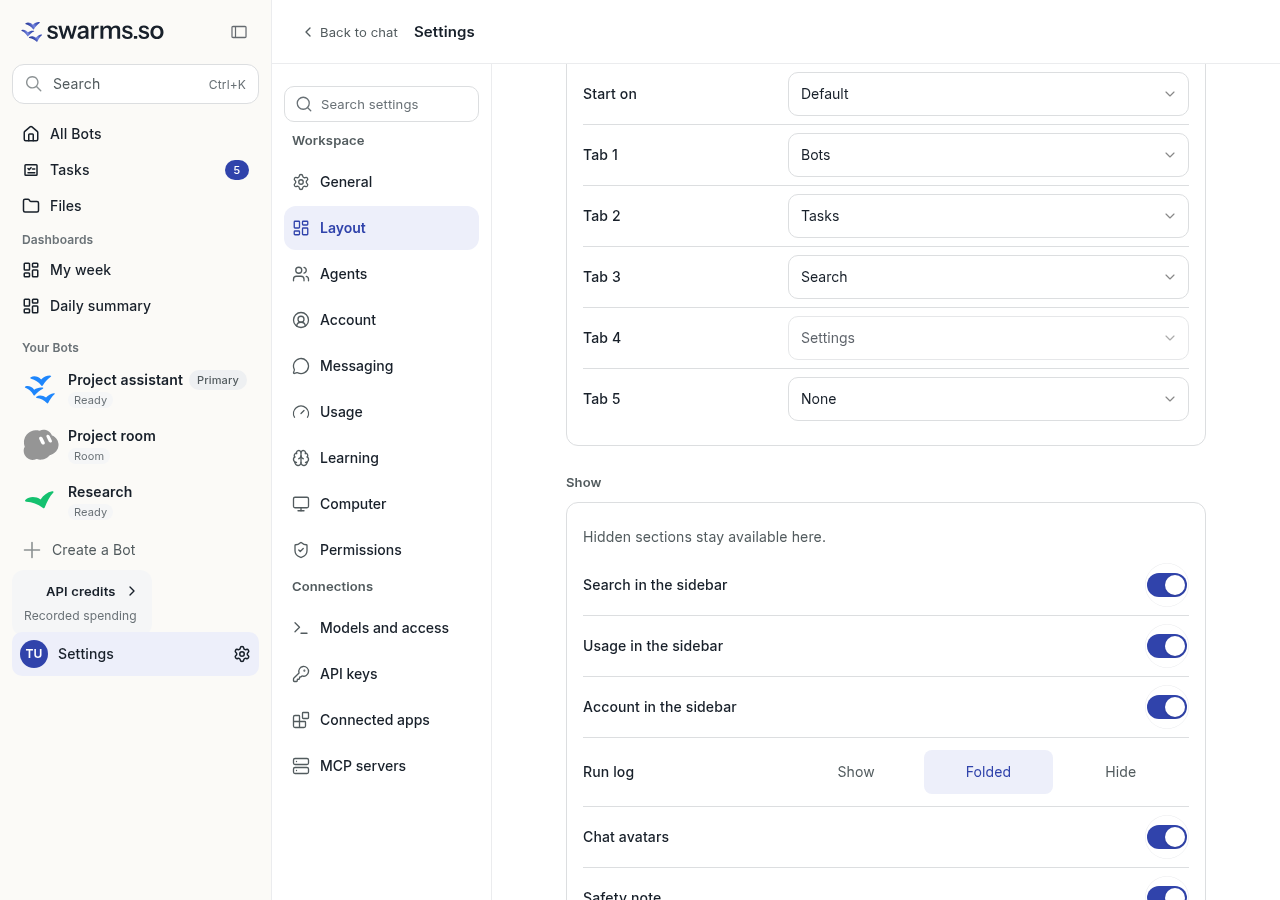 swarms.so
Search
Ctrl+K
All Bots
Tasks
5
Files
Dashboards
My week
Daily summary
Your Bots
Project assistant
Primary
Ready
Project room
Room
Research
Ready
Create a Bot
API credits
Recorded spending
TU
Settings
Back to chat
Settings
Search settings
Workspace
General
Layout
Agents
Account
Messaging
Usage
Learning
Computer
Permissions
Connections
Models and access
API keys
Connected apps
MCP servers
Start on
Default
Tab 1
Bots
Tab 2
Tasks
Tab 3
Search
Tab 4
Settings
Tab 5
None
Show
Hidden sections stay available here.
Search in the sidebar
Usage in the sidebar
Account in the sidebar
Run log
Show
Folded
Hide
Chat avatars
Safety note